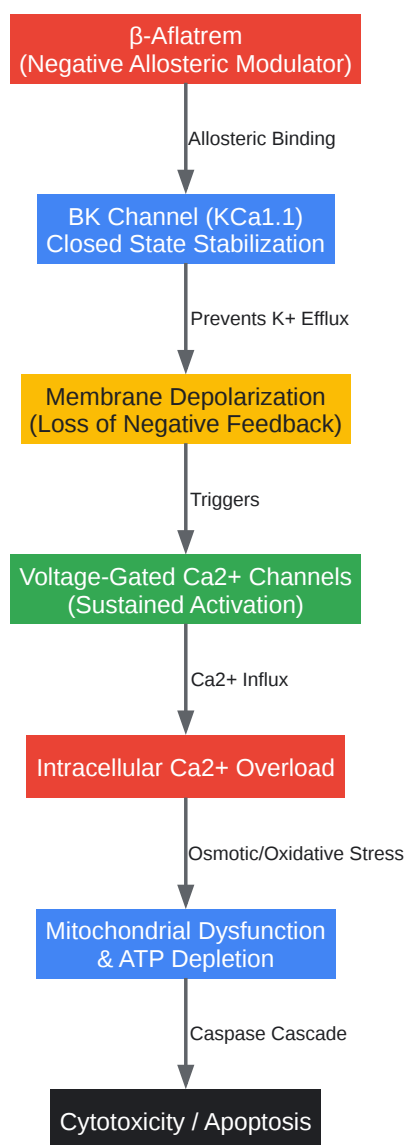 β-Aflatrem
(Negative Allosteric Modulator)
Allosteric Binding
BK Channel (KCa1.1)
Closed State Stabilization
Prevents K+ Efflux
Membrane Depolarization
(Loss of Negative Feedback)
Triggers
Voltage-Gated Ca2+ Channels
(Sustained Activation)
Ca2+ Influx
Intracellular Ca2+ Overload
Osmotic/Oxidative Stress
Mitochondrial Dysfunction
& ATP Depletion
Caspase Cascade
Cytotoxicity / Apoptosis